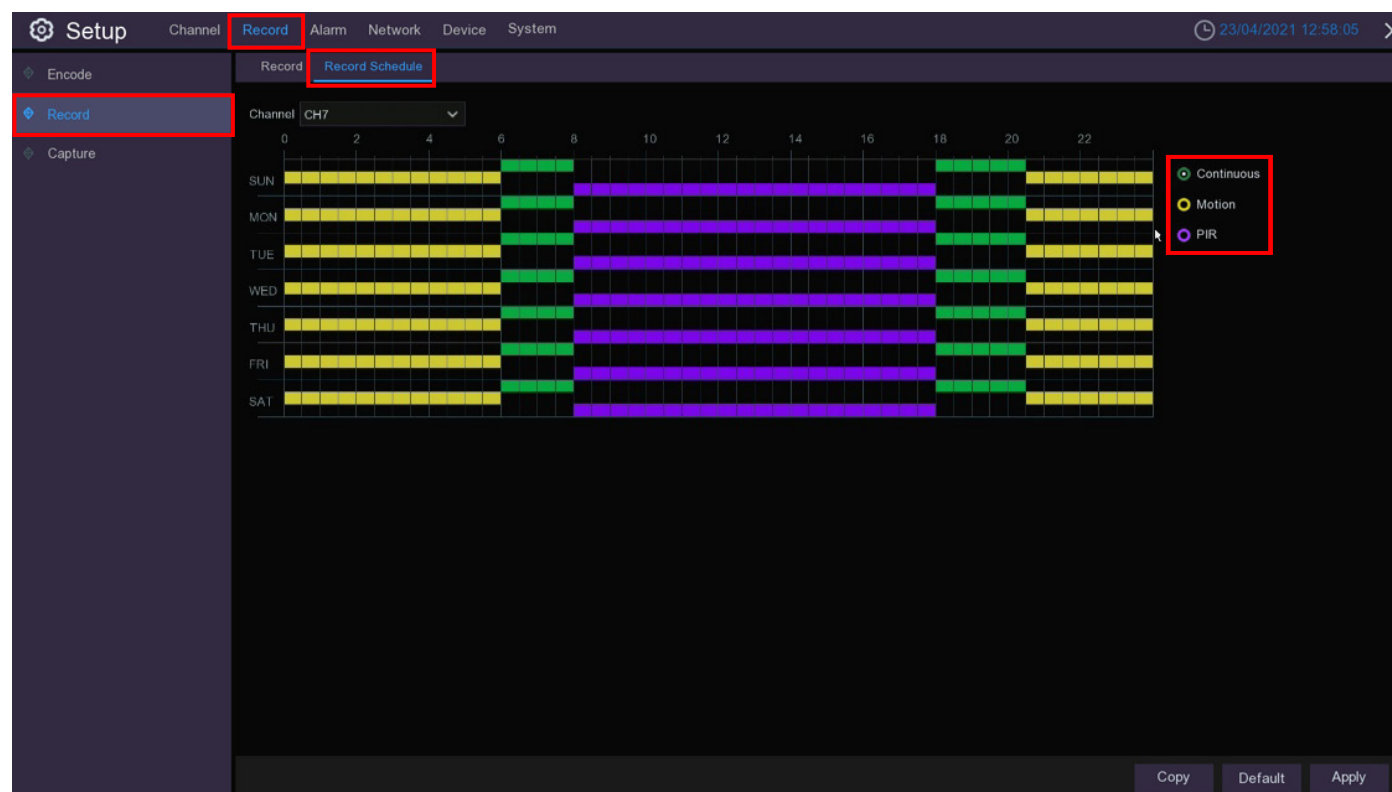 Setup Channel Record Alarm Network Device System 23/04/2021 12:58:05
Encode
Record
Capture
Record Record Schedule
Channel CH7
0 2 4 6 8 10 12 14 16 18 20 22
SUN
MON
TUE
WED
THU
FRI
SAT
Continuous
Motion
PIR
Copy Default Apply